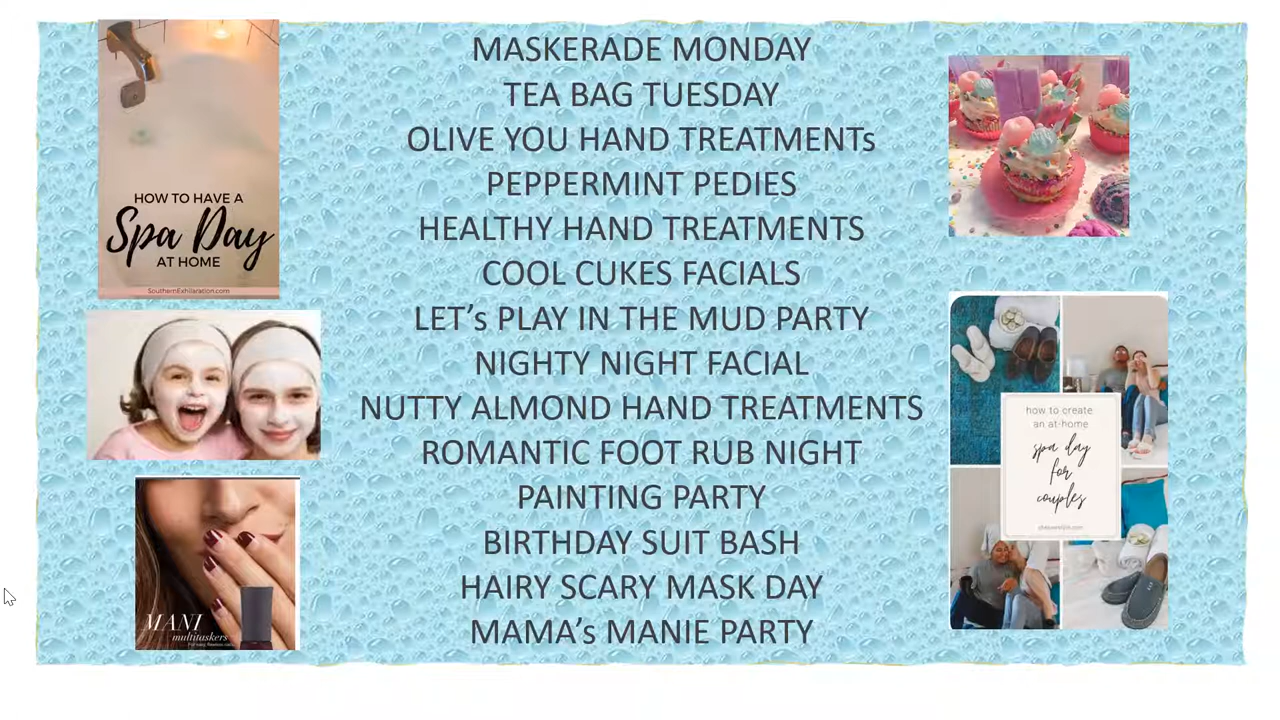 MASKERADE MONDAY
TEA BAG TUESDAY
OLIVE YOU HAND TREATMENTs
PEPPERMINT PEDIES
HEALTHY HAND TREATMENTS
COOL CUKES FACIALS
LET's PLAY IN THE MUD PARTY
NIGHTY NIGHT FACIAL
NUTTY ALMOND HAND TREATMENTS
ROMANTIC FOOT RUB NIGHT
PAINTING PARTY
BIRTHDAY SUIT BASH
HAIRY SCARY MASK DAY
MAMA's MANIE PARTY
HOW TO HAVE A
Spa Day
AT HOME
SouthernExhilaration.com
MANI
multitaskers
how to create
an at-home
spa day
for
couples